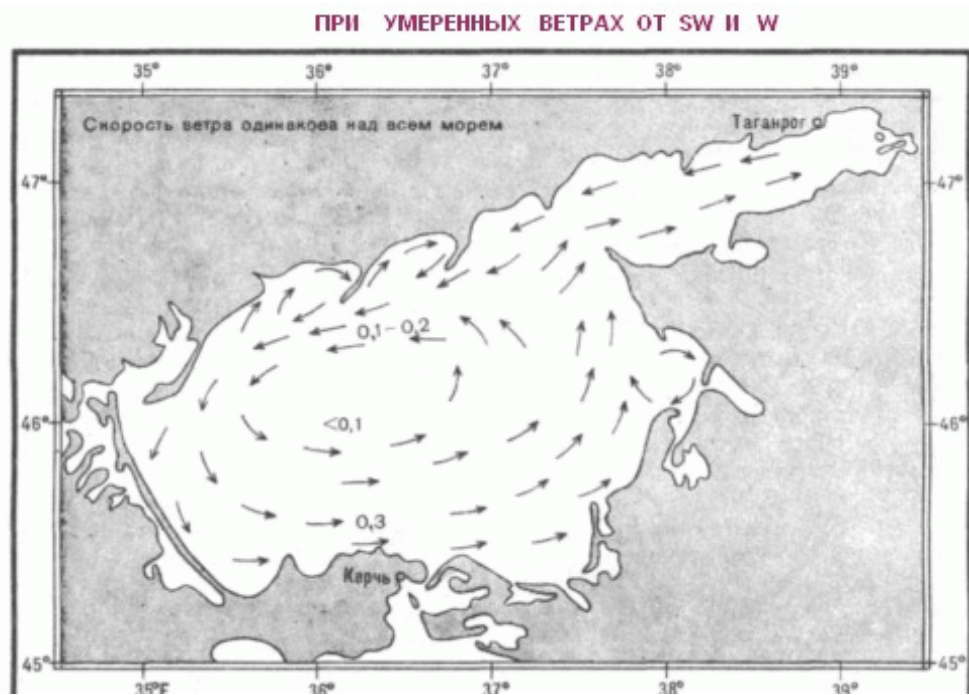 ПРИ УМЕРЕННЫХ ВЕТРАХ ОТ SW И W
35° 36° 37° 38° 39°
Скорость ветра одинакова над всем морем
Таганрог
47° 47°
0,1–0,2
46° <0,1 46°
0,3
Керчь
45° 45°
35°E 36° 37° 38° 39°